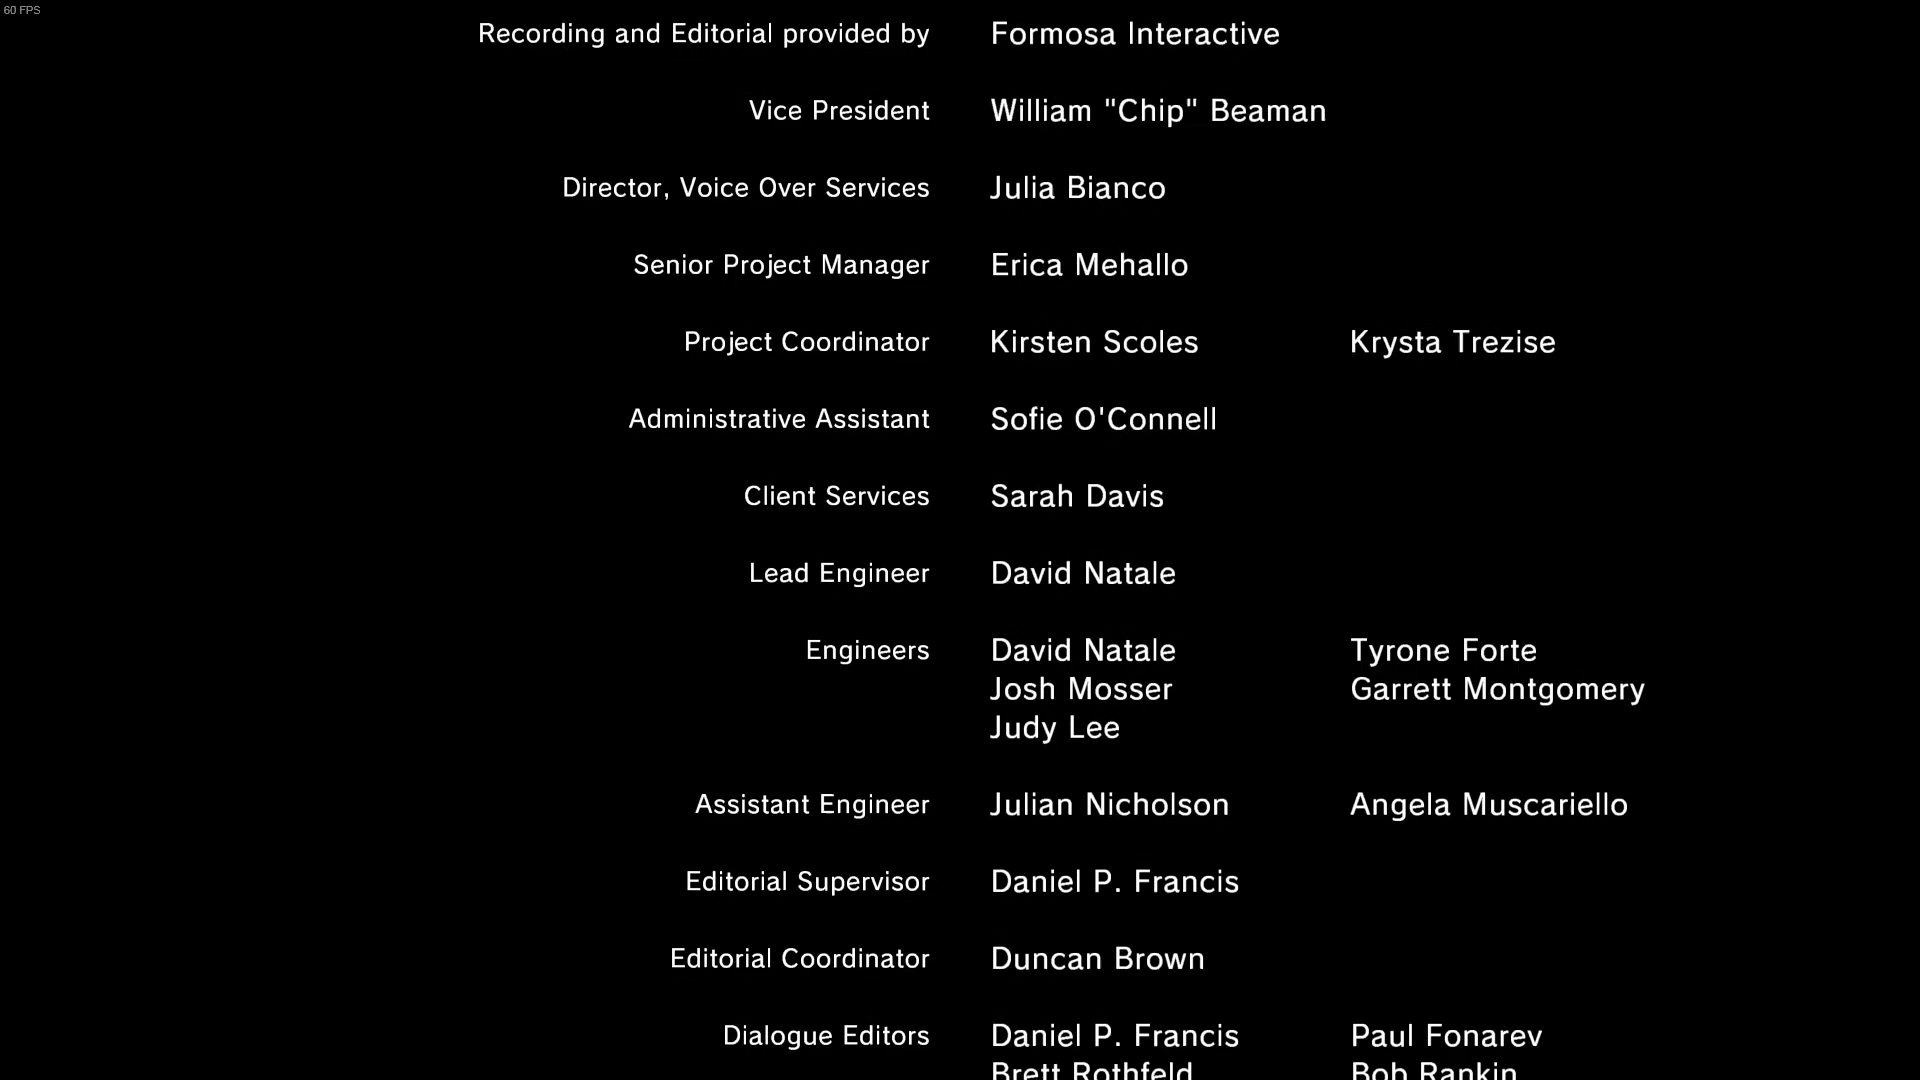 60 FPS
Recording and Editorial provided by Formosa Interactive
Vice President William "Chip" Beaman
Director, Voice Over Services Julia Bianco
Senior Project Manager Erica Mehallo
Project Coordinator Kirsten Scoles Krysta Trezise
Administrative Assistant Sofie O'Connell
Client Services Sarah Davis
Lead Engineer David Natale
Engineers David Natale Tyrone Forte
Josh Mosser Garrett Montgomery
Judy Lee
Assistant Engineer Julian Nicholson Angela Muscariello
Editorial Supervisor Daniel P. Francis
Editorial Coordinator Duncan Brown
Dialogue Editors Daniel P. Francis Paul Fonarev
Brett Rothfeld Bob Rankin